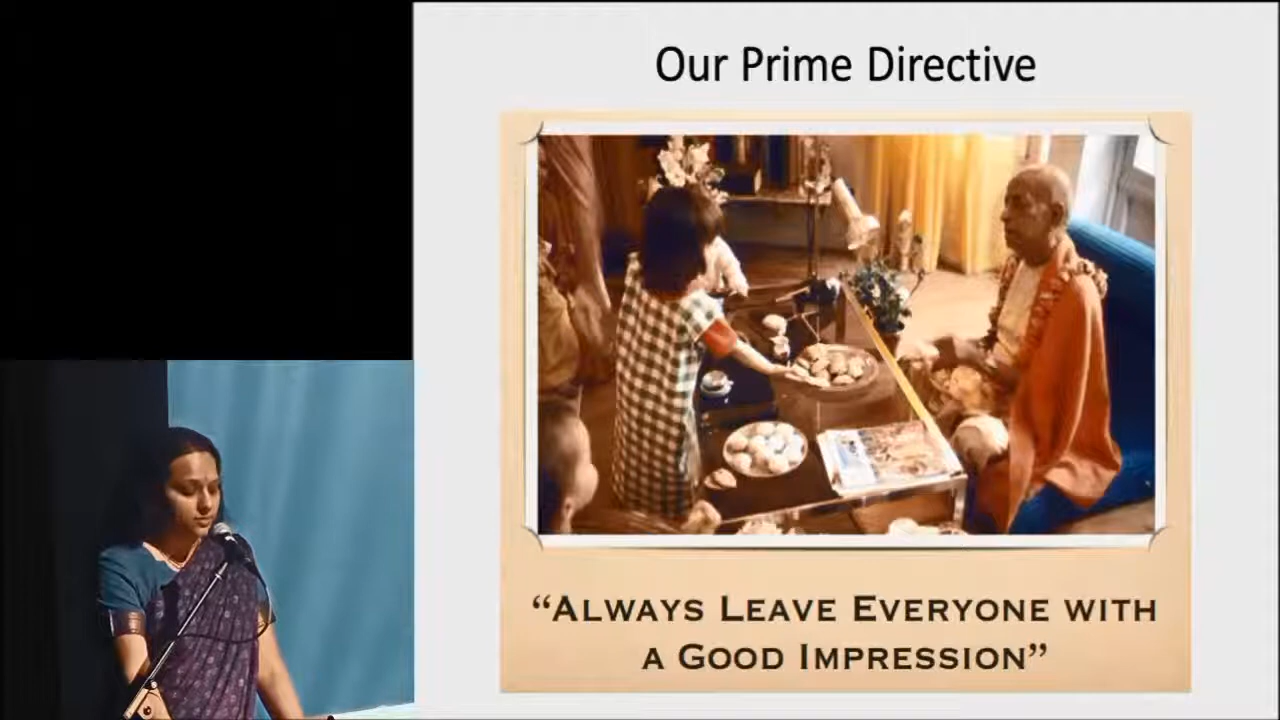 Our Prime Directive
“ALWAYS LEAVE EVERYONE WITH
A GOOD IMPRESSION”